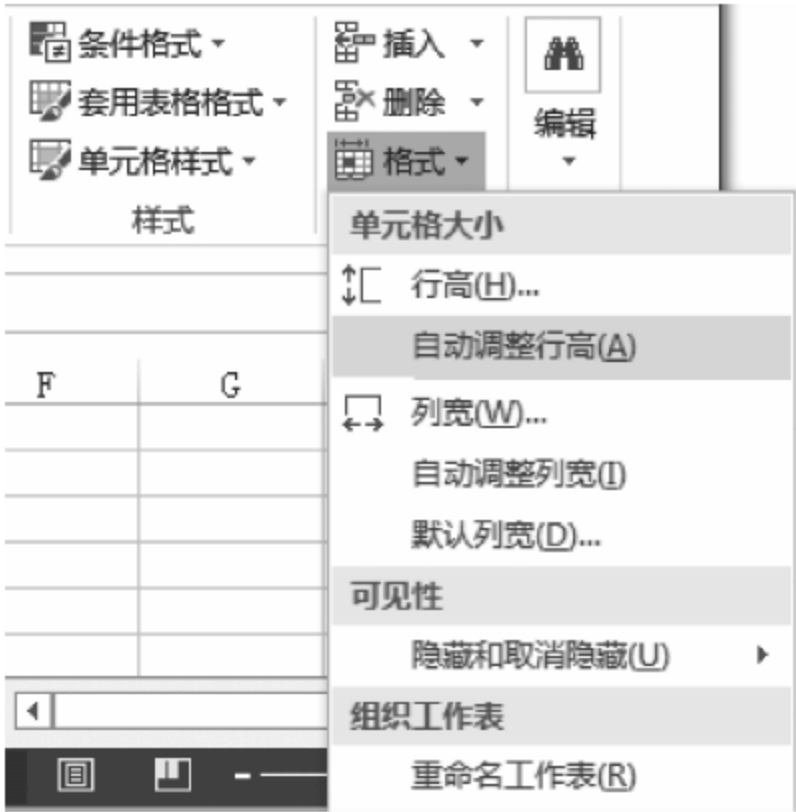 条件格式
套用表格格式
单元格样式
样式
插入
删除
格式
编辑
单元格大小
行高(H)...
自动调整行高(A)
列宽(W)...
自动调整列宽(I)
默认列宽(D)...
可见性
隐藏和取消隐藏(U)
组织工作表
重命名工作表(R)
F G